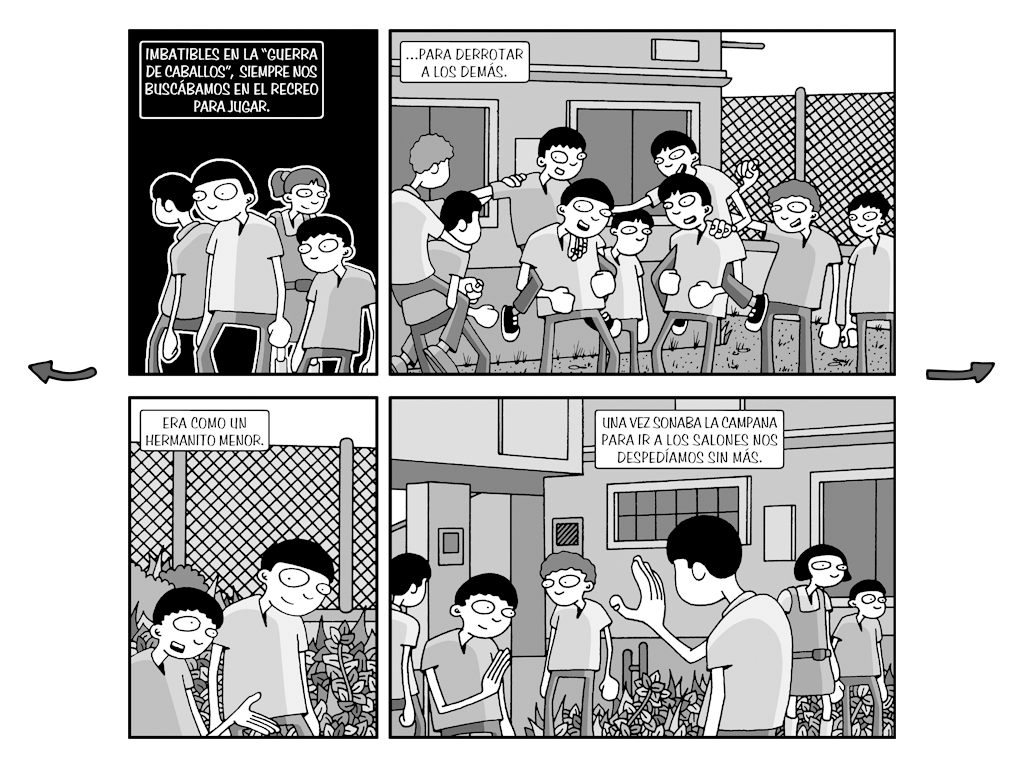 IMBATIBLES EN LA "GUERRA
DE CABALLOS", SIEMPRE NOS
BUSCÁBAMOS EN EL RECREO
PARA JUGAR.
...PARA DERROTAR
A LOS DEMÁS.
ERA COMO UN
HERMANITO MENOR.
UNA VEZ SONABA LA CAMPANA
PARA IR A LOS SALONES NOS
DESPEDÍAMOS SIN MÁS.